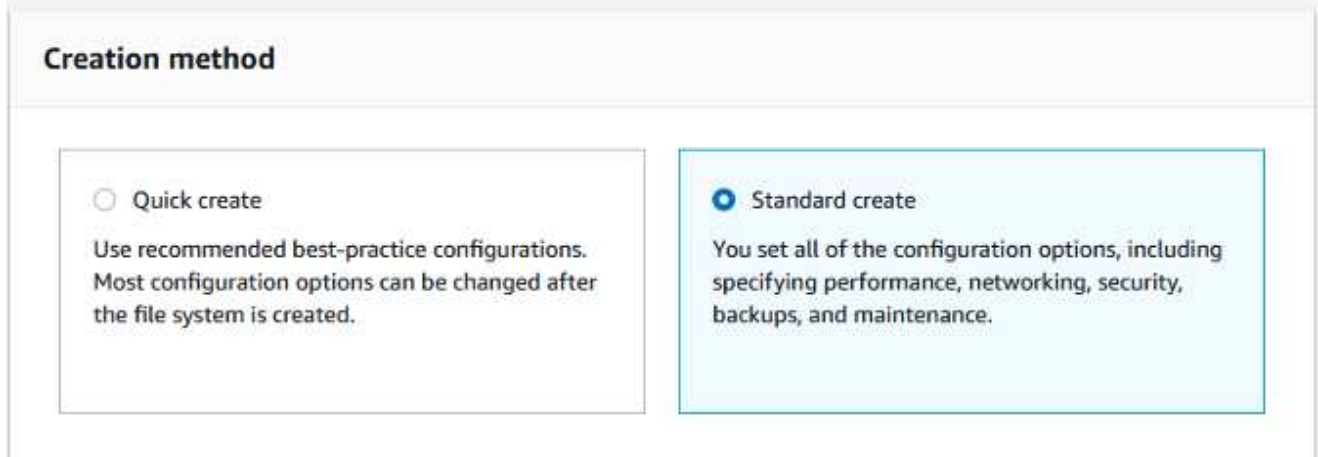 Creation method
Quick create
Use recommended best-practice configurations.
Most configuration options can be changed after
the file system is created.
Standard create
You set all of the configuration options, including
specifying performance, networking, security,
backups, and maintenance.